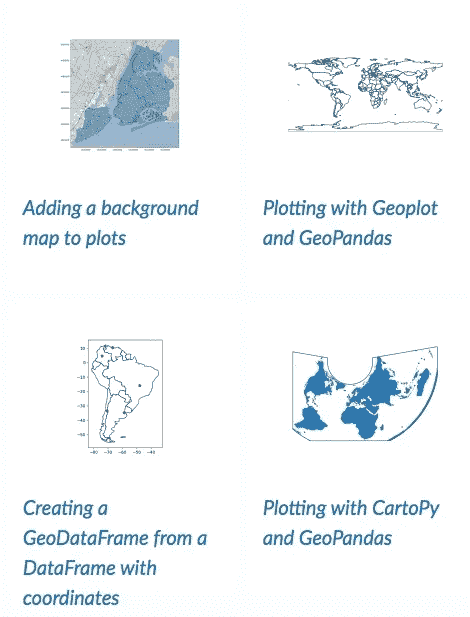 Adding a background
map to plots
Plotting with Geoplot
and GeoPandas
10
0
-10
-20
-30
-40
-50
-80 -70 -60 -50 -40
Creating a
GeoDataFrame from a
DataFrame with
coordinates
Plotting with CartoPy
and GeoPandas